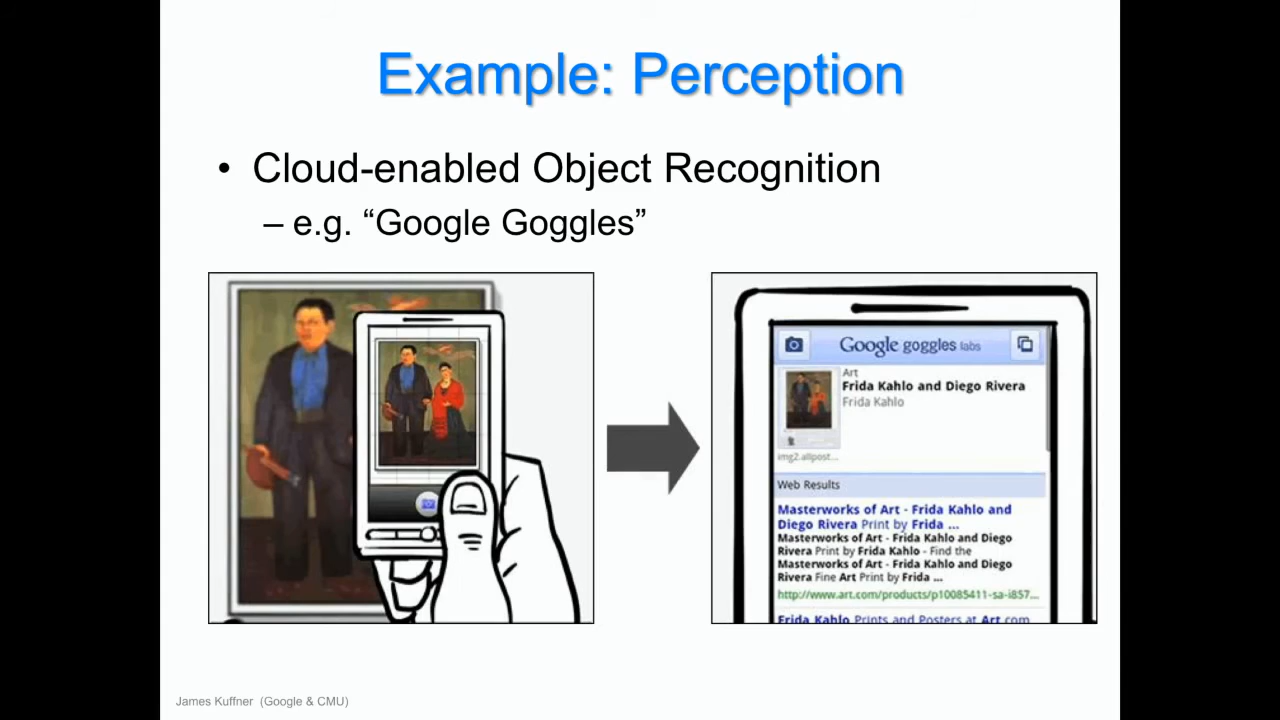 Example: Perception
• Cloud-enabled Object Recognition
– e.g. “Google Goggles”
Google goggles labs
Art
Frida Kahlo and Diego Rivera
Frida Kahlo
img2.allpost...
Web Results
Masterworks of Art - Frida Kahlo and
Diego Rivera Print by Frida ...
Masterworks of Art - Frida Kahlo and Diego
Rivera Print by Frida Kahlo - Find the
Masterworks of Art - Frida Kahlo and Diego
Rivera Fine Art Print by Frida ...
http://www.art.com/products/p10085411-sa-i857...
Frida Kahlo Prints and Posters at Art.com
James Kuffner (Google & CMU)